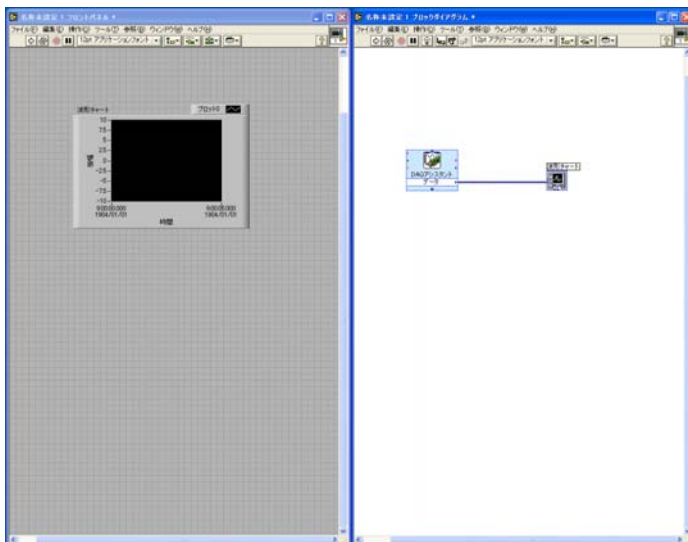 名称未設定 1 フロントパネル *
ファイル(F) 編集(E) 操作(O) ツール(T) 参照(B) ウィンドウ(W) ヘルプ(H)
12pt アプリケーションフォント
波形チャート
プロット0
10-
7.5-
5-
2.5-
0-
-2.5-
-5-
-7.5-
-10-
振幅
9:00:00.000
1904/01/01
9:00:05.000
1904/01/01
時間
名称未設定 1 ブロックダイアグラム *
ファイル(F) 編集(E) 操作(O) ツール(T) 参照(B) ウィンドウ(W) ヘルプ(H)
12pt アプリケーションフォント
DAQアシスタント
データ
波形チャート